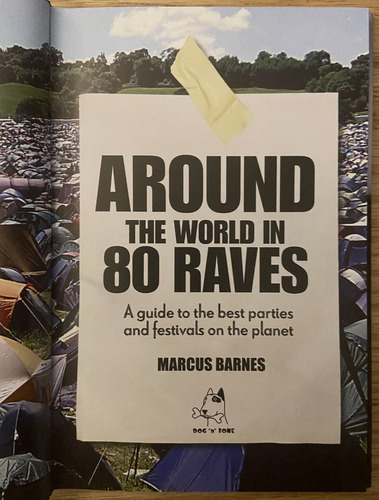 AROUND
THE WORLD IN
80 RAVES
A guide to the best parties
and festivals on the planet
MARCUS BARNES
DOG 'n' BONE